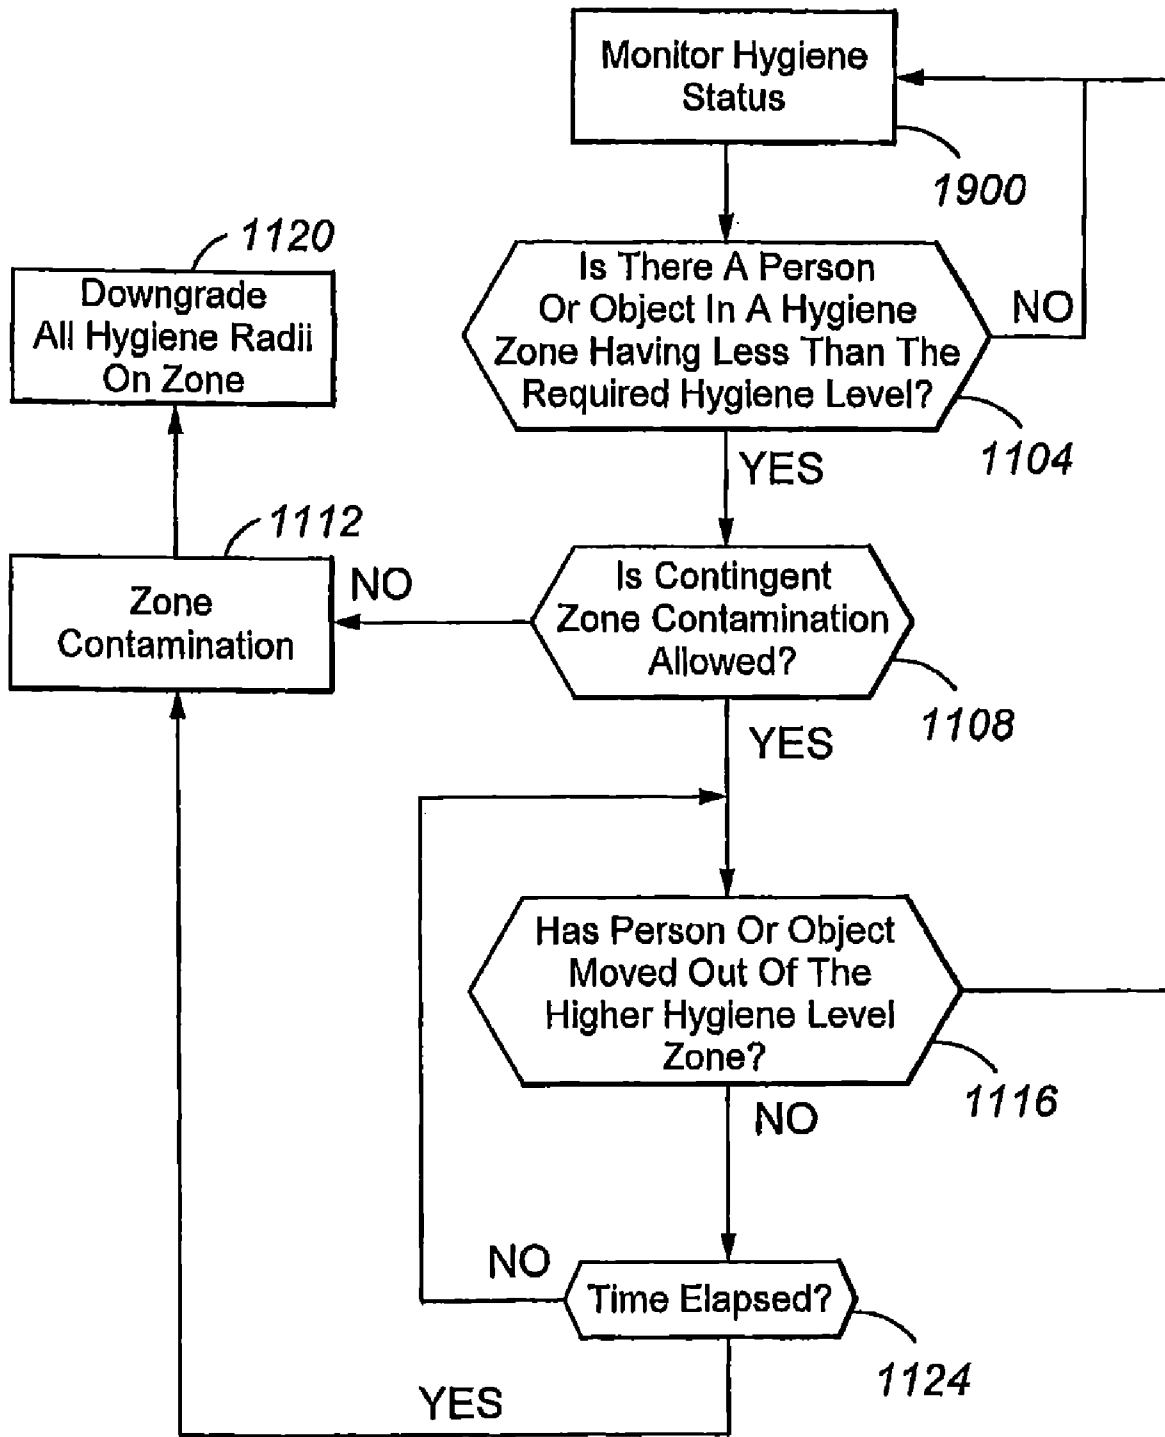 Monitor Hygiene
Status
1900
1120
Downgrade
All Hygiene Radii
On Zone
Is There A Person
Or Object In A Hygiene
Zone Having Less Than The
Required Hygiene Level?
NO
1104
YES
1112
Zone
Contamination
NO
Is Contingent
Zone Contamination
Allowed?
1108
YES
Has Person Or Object
Moved Out Of The
Higher Hygiene Level
Zone?
1116
NO
NO
Time Elapsed?
1124
YES